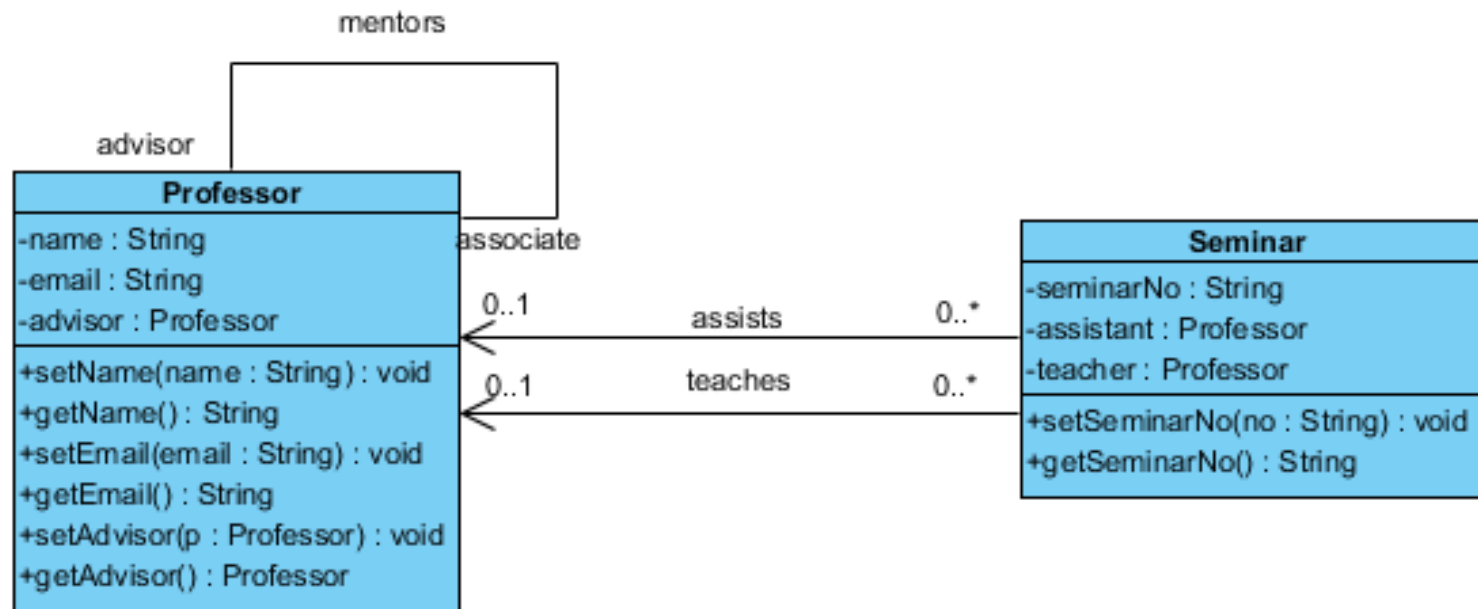 mentors
advisor
Professor
-name : String
-email : String
-advisor : Professor
+setName(name : String) : void
+getName() : String
+setEmail(email : String) : void
+getEmail() : String
+setAdvisor(p : Professor) : void
+getAdvisor() : Professor
associate
0..1
assists
0..*
0..1
teaches
0..*
Seminar
-seminarNo : String
-assistant : Professor
-teacher : Professor
+setSeminarNo(no : String) : void
+getSeminarNo() : String